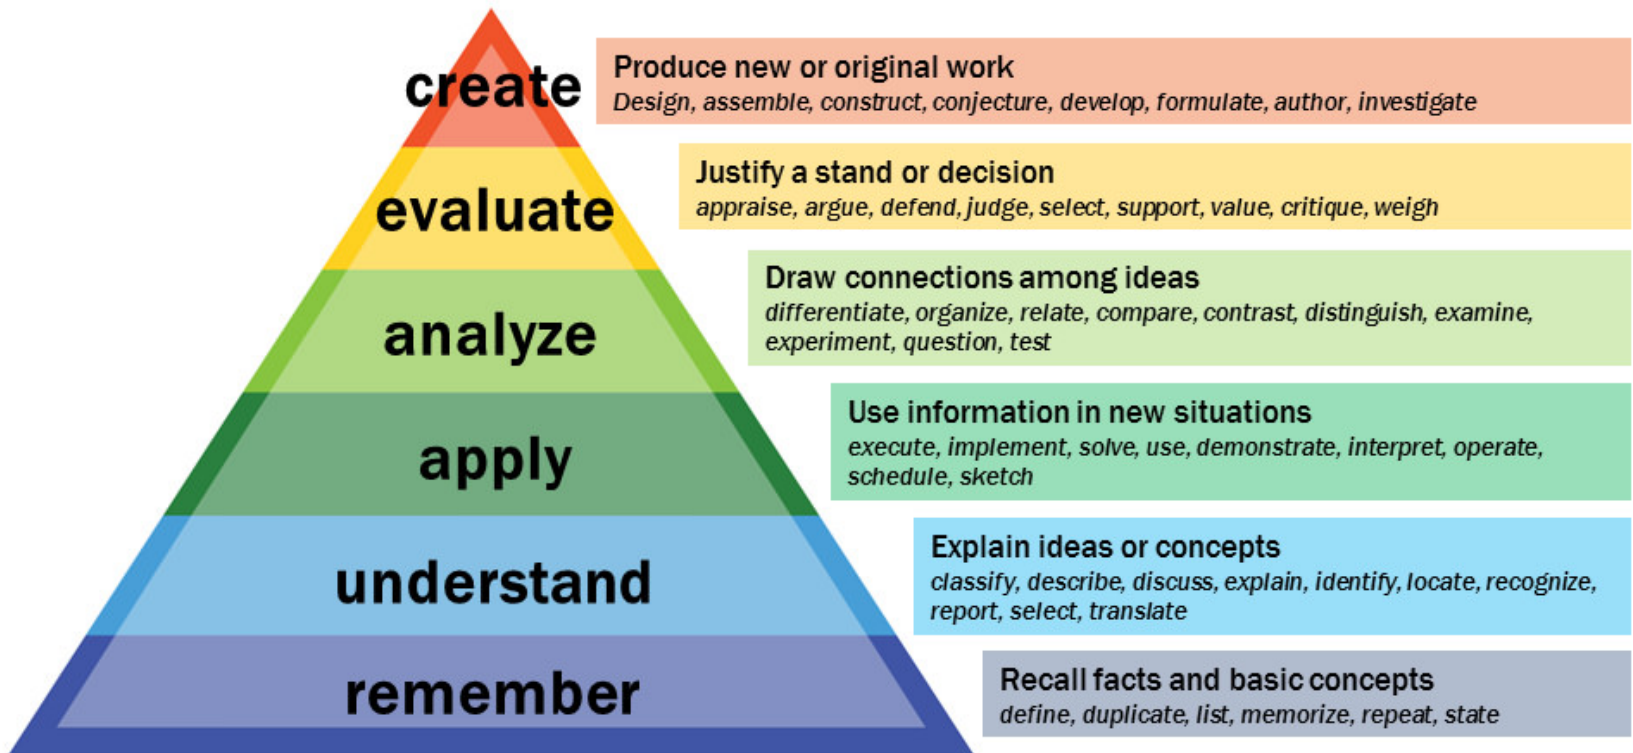 create
Produce new or original work
Design, assemble, construct, conjecture, develop, formulate, author, investigate
evaluate
Justify a stand or decision
appraise, argue, defend, judge, select, support, value, critique, weigh
analyze
Draw connections among ideas
differentiate, organize, relate, compare, contrast, distinguish, examine,
experiment, question, test
apply
Use information in new situations
execute, implement, solve, use, demonstrate, interpret, operate,
schedule, sketch
understand
Explain ideas or concepts
classify, describe, discuss, explain, identify, locate, recognize,
report, select, translate
remember
Recall facts and basic concepts
define, duplicate, list, memorize, repeat, state